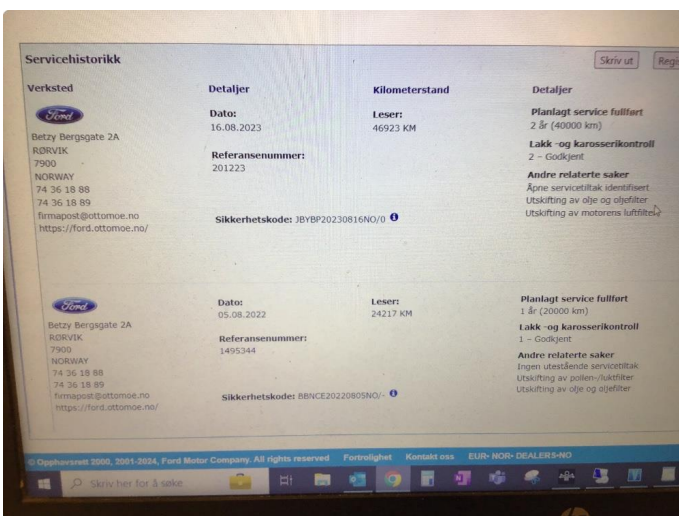 Servicehistorikk
Skriv ut
Regi
Verksted
Detaljer
Kilometerstand
Detaljer
Ford
Betzy Bergsgate 2A
RØRVIK
7900
NORWAY
74 36 18 88
74 36 18 89
firmapost@ottomoe.no
https://ford.ottomoe.no/
Dato:
16.08.2023
Referansenummer:
201223
Sikkerhetskode: JBYBP20230816NO/0
Leser:
46923 KM
Planlagt service fullført
2 år (40000 km)
Lakk -og karosserikontroll
2 - Godkjent
Andre relaterte saker
Åpne servicetiltak identifisert
Utskifting av olje og oljefilter
Utskifting av motorens luftfilter
Ford
Betzy Bergsgate 2A
RØRVIK
7900
NORWAY
74 36 18 88
74 36 18 89
firmapost@ottomoe.no
https://ford.ottomoe.no/
Dato:
05.08.2022
Referansenummer:
1495344
Sikkerhetskode: BBNCE20220805NO/-
Leser:
24217 KM
Planlagt service fullført
1 år (20000 km)
Lakk -og karosserikontroll
1 - Godkjent
Andre relaterte saker
Ingen utestående servicetiltak
Utskifting av pollen-/luktfilter
Utskifting av olje og oljefilter
© Opphovsrett 2000, 2001-2024, Ford Motor Company. All rights reserved
Fortrolighet
Kontakt oss
EUR- NOR- DEALERS-NO
Skriv her for å søke